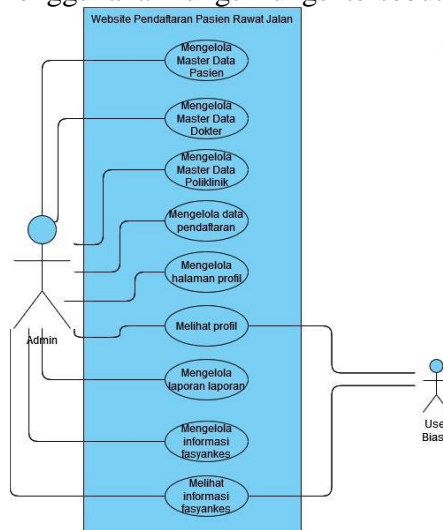 Website Pendaftaran Pasien Rawat Jalan
Mengelola
Master Data
Pasien
Mengelola
Master Data
Dokter
Mengelola
Master Data
Poliklinik
Mengelola data
pendaftaran
Mengelola
halaman profil
Melihat profil
Admin
Mengelola
laporan laporan
Use
Bias
Mengelola
informasi
fasyankes
Melihat
informasi
fasyankes